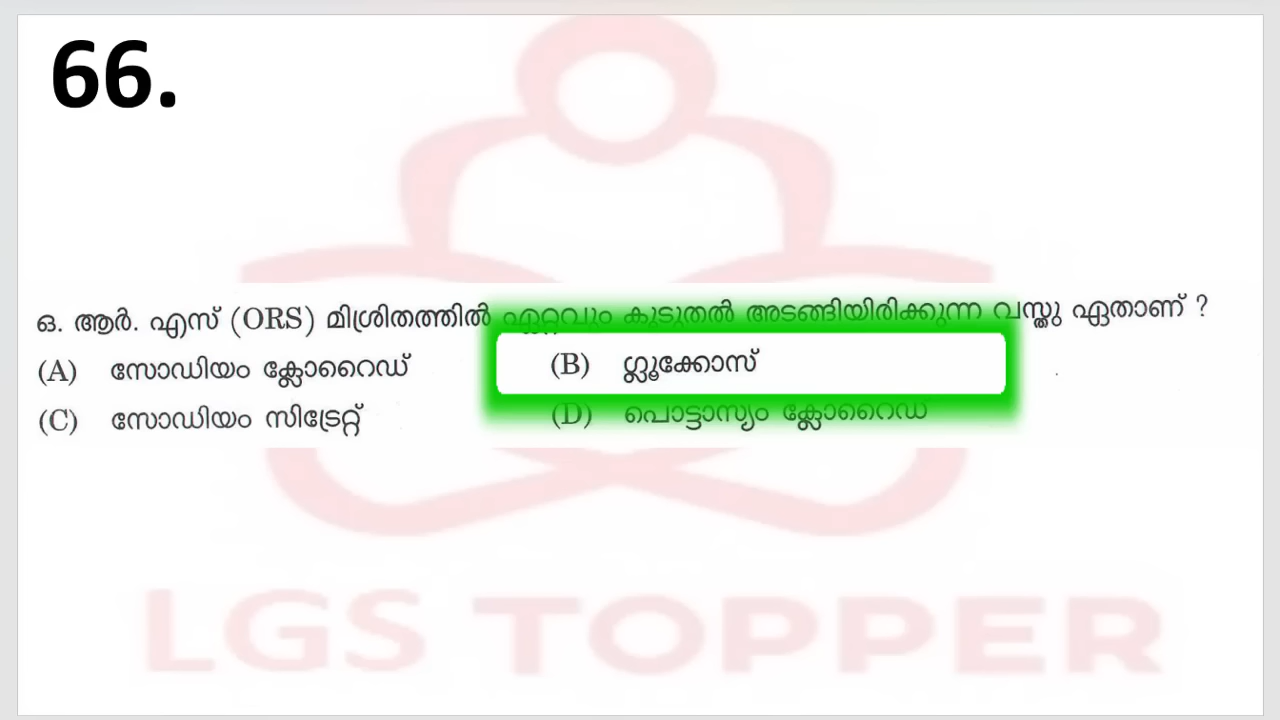 66.
ഒ. ആർ. എസ് (ORS) മിശ്രിതത്തിൽ ഏറ്റവും കൂടുതൽ അടങ്ങിയിരിക്കുന്ന വസ്തു ഏതാണ് ?
(A) സോഡിയം ക്ലോറൈഡ് (B) ഗ്ലൂക്കോസ്
(C) സോഡിയം സിട്രേറ്റ് (D) പൊട്ടാസ്യം ക്ലോറൈഡ്
LGS TOPPER